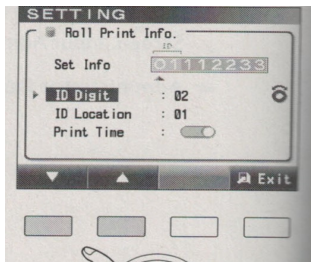 SETTING
Roll Print Info.
ID
Set Info 01112233
ID Digit : 02
ID Location : 01
Print Time :
Exit